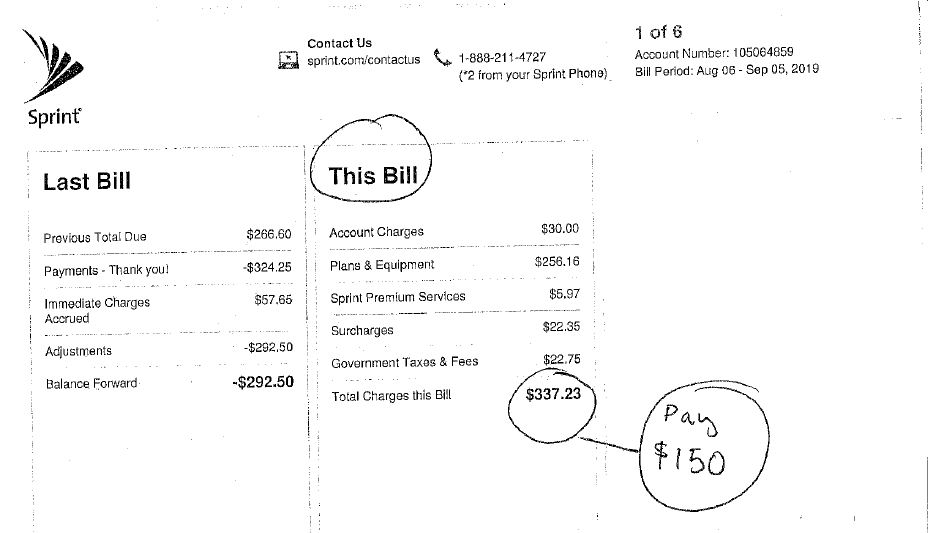 Sprint
Contact Us
sprint.com/contactus
1-888-211-4727
(*2 from your Sprint Phone)
1 of 6
Account Number: 105064859
Bill Period: Aug 06 - Sep 05, 2019
Last Bill
Previous Total Due $266.60
Payments - Thank you! -$324.25
Immediate Charges $57.65
Accrued
Adjustments -$292.50
Balance Forward -$292.50
This Bill
Account Charges $30.00
Plans & Equipment $256.16
Sprint Premium Services $5.97
Surcharges $22.35
Government Taxes & Fees $22.75
Total Charges this Bill $337.23
Pay
$150